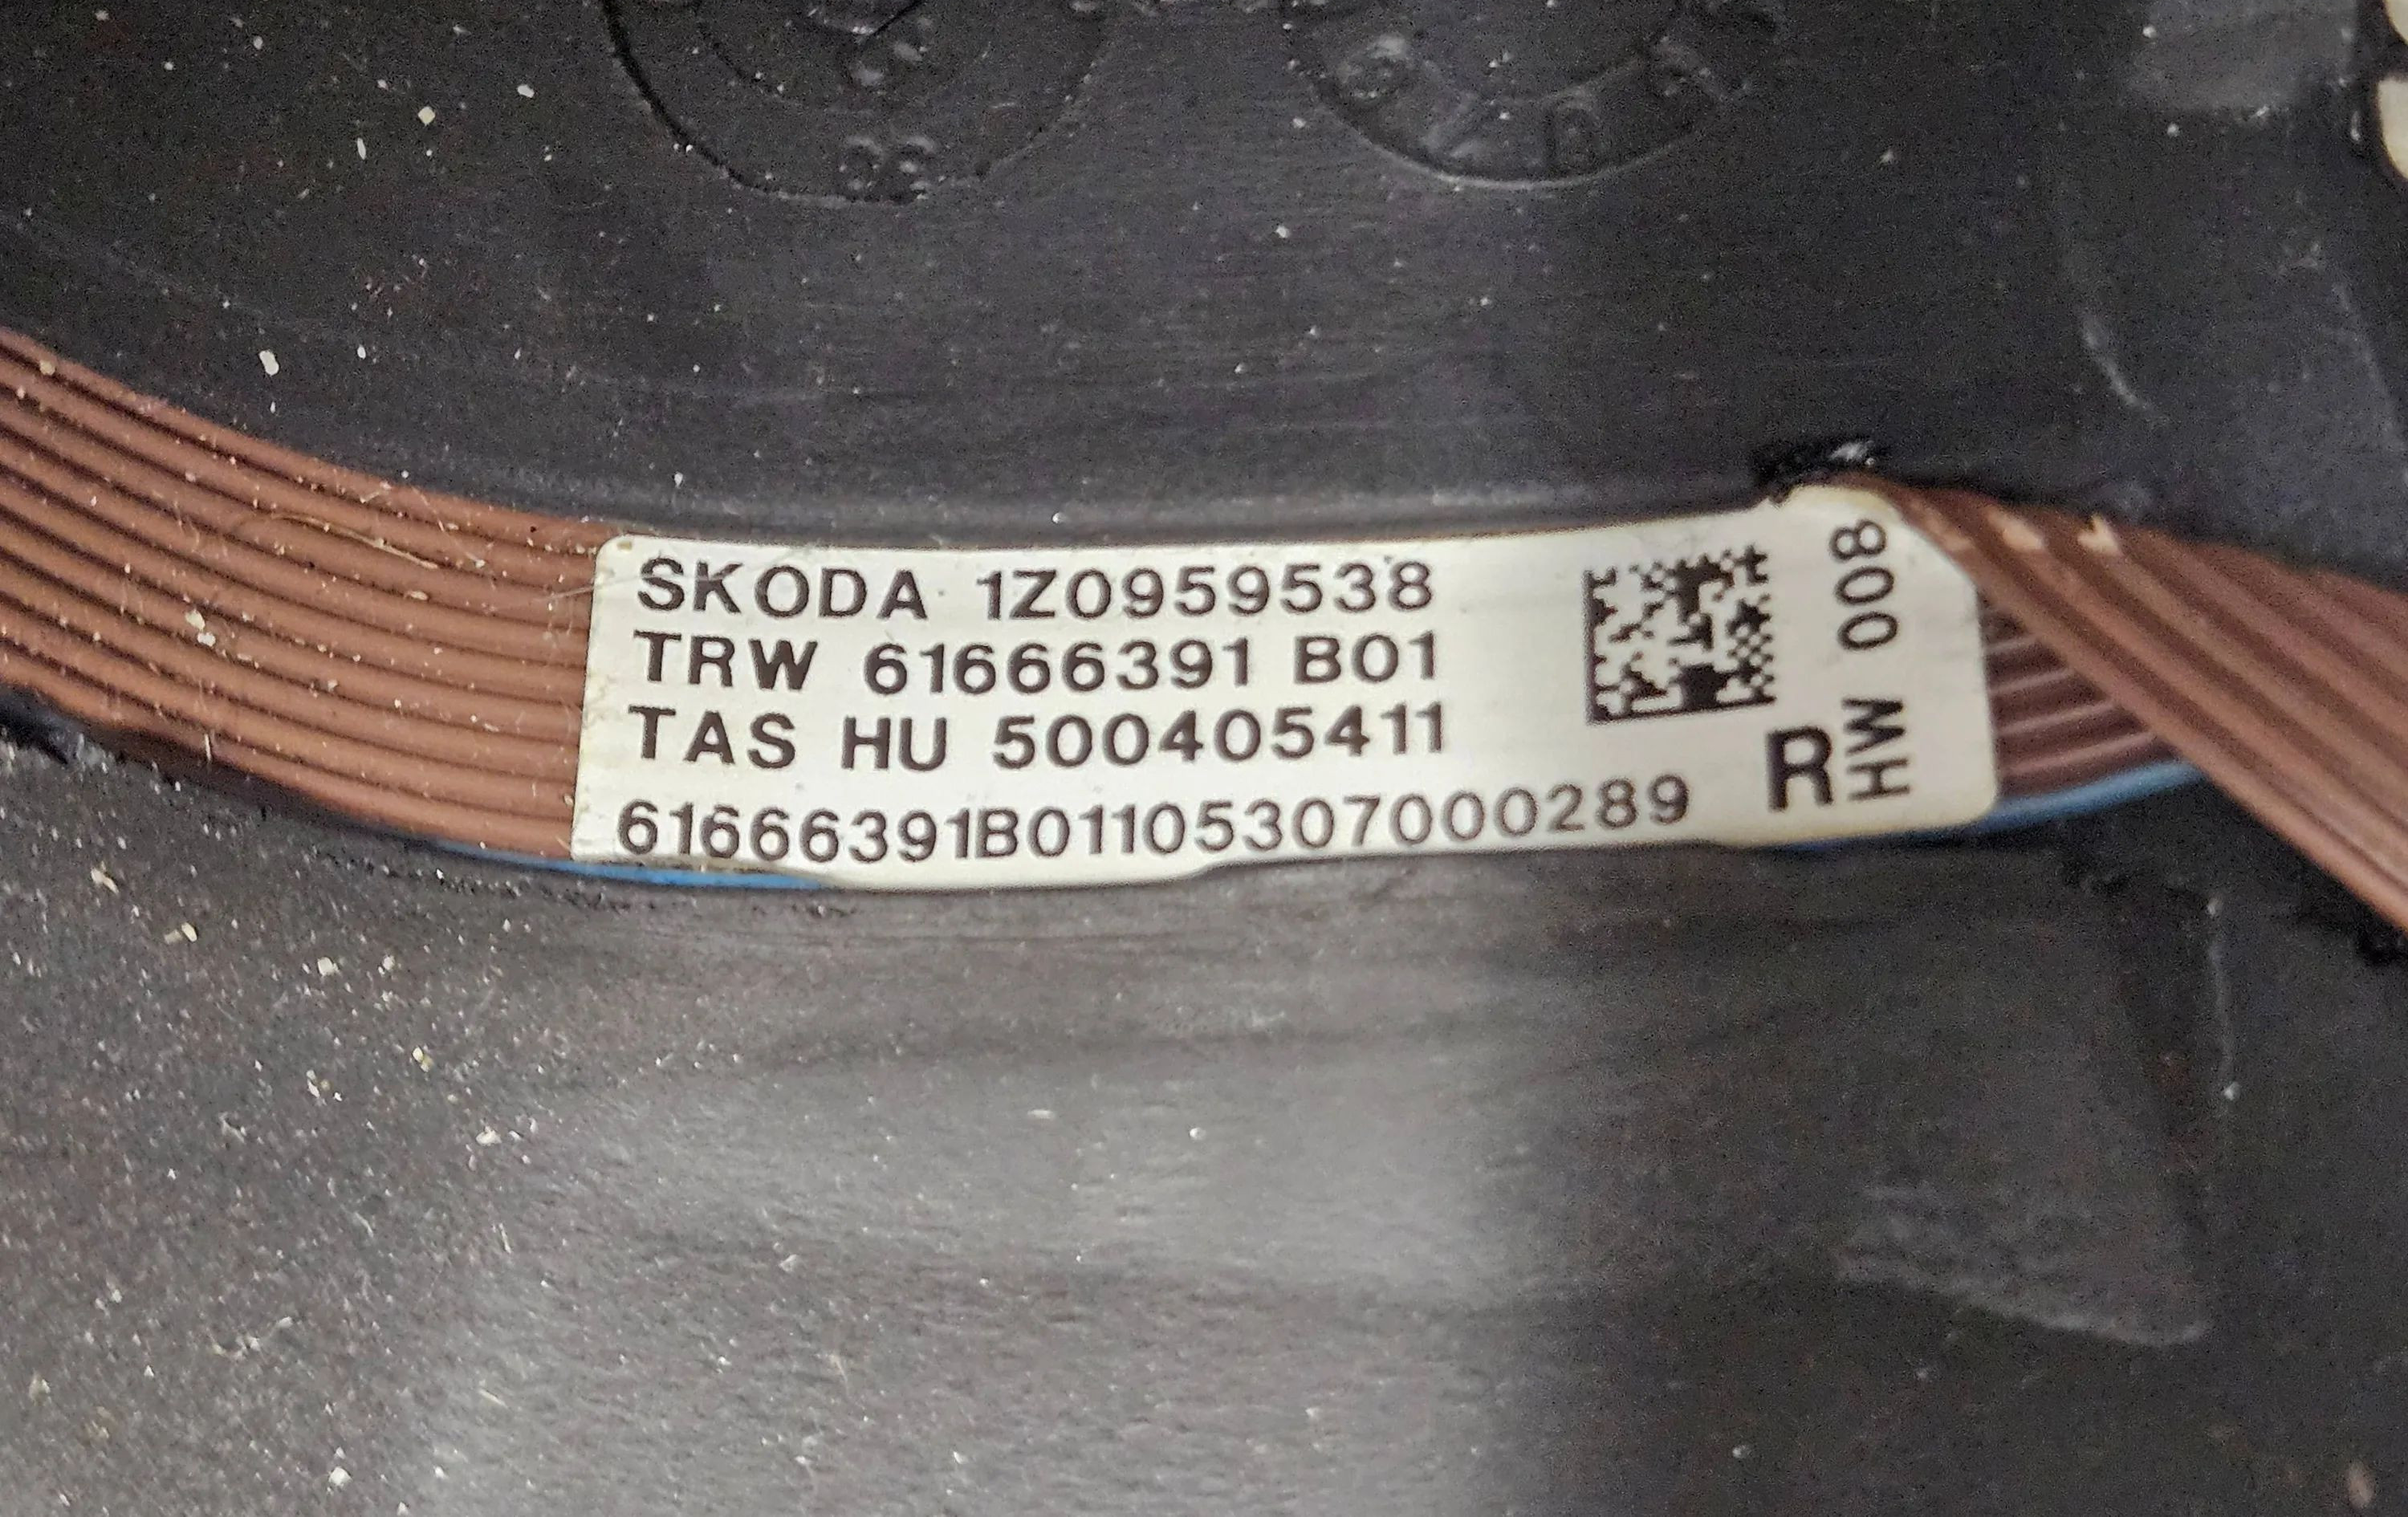 SKODA 1Z0959538
TRW 61666391 B01
TAS HU 500405411
61666391B01105307000289
R
HW 008